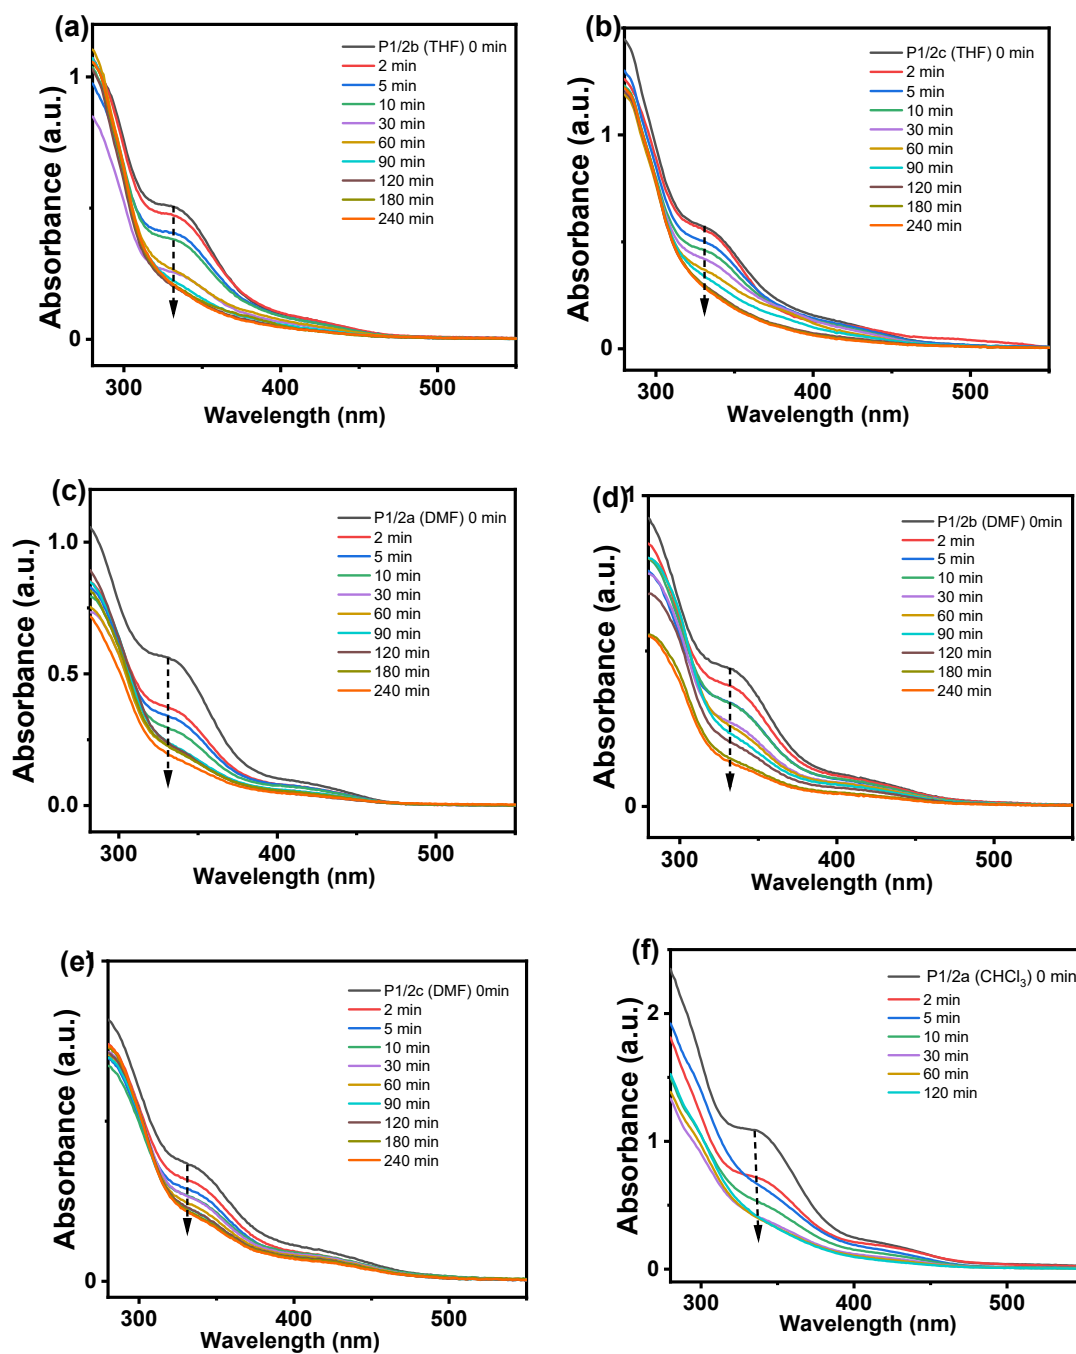 (a)
P1/2b (THF) 0 min
2 min
5 min
10 min
30 min
60 min
90 min
120 min
180 min
240 min
1
0
300 400 500
Absorbance (a.u.)
Wavelength (nm)
(b)
P1/2c (THF) 0 min
2 min
5 min
10 min
30 min
60 min
90 min
120 min
180 min
240 min
1
0
300 400 500
Absorbance (a.u.)
Wavelength (nm)
(c)
P1/2a (DMF) 0 min
2 min
5 min
10 min
30 min
60 min
90 min
120 min
180 min
240 min
1.0
0.5
0.0
300 400 500
Absorbance (a.u.)
Wavelength (nm)
(d)
P1/2b (DMF) 0min
2 min
5 min
10 min
30 min
60 min
90 min
120 min
180 min
240 min
1
0
300 400 500
Absorbance (a.u.)
Wavelength (nm)
(e)
P1/2c (DMF) 0min
2 min
5 min
10 min
30 min
60 min
90 min
120 min
180 min
240 min
0
300 400 500
Absorbance (a.u.)
Wavelength (nm)
(f)
P1/2a (CHCl₃) 0 min
2 min
5 min
10 min
30 min
60 min
120 min
2
1
0
300 400 500
Absorbance (a.u.)
Wavelength (nm)